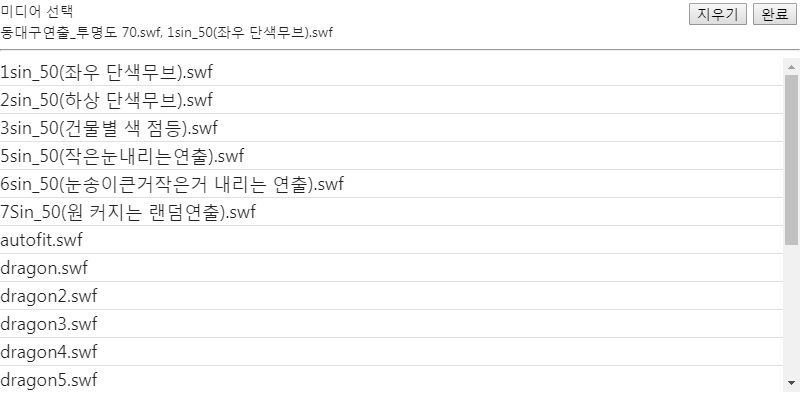 미디어 선택
지우기 완료
동대구연출_투명도 70.swf, 1sin_50(좌우 단색무브).swf
1sin_50(좌우 단색무브).swf
2sin_50(하상 단색무브).swf
3sin_50(건물별 색 점등).swf
5sin_50(작은눈내리는연출).swf
6sin_50(눈송이큰거작은거 내리는 연출).swf
7Sin_50(원 커지는 랜덤연출).swf
autofit.swf
dragon.swf
dragon2.swf
dragon3.swf
dragon4.swf
dragon5.swf